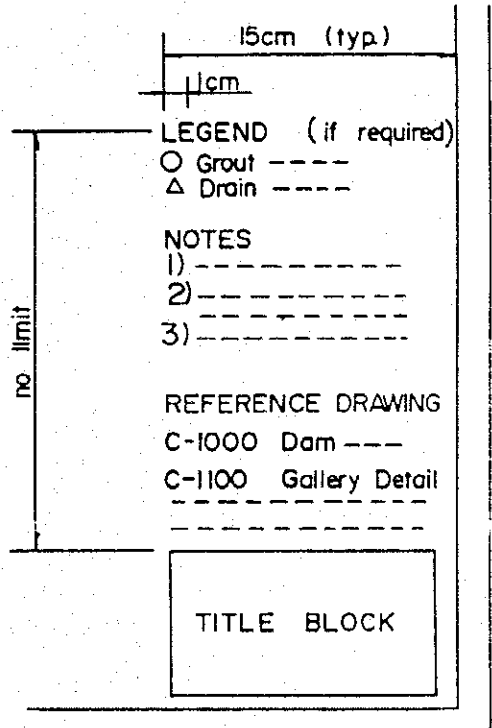 15cm (typ.)
1cm
LEGEND (if required)
○ Grout ----
△ Drain ----
NOTES
1) ----------
2) ----------
----------
3) ----------
no limit
REFERENCE DRAWING
C-1000 Dam ---
C-1100 Gallery Detail
-------------
------------
TITLE BLOCK